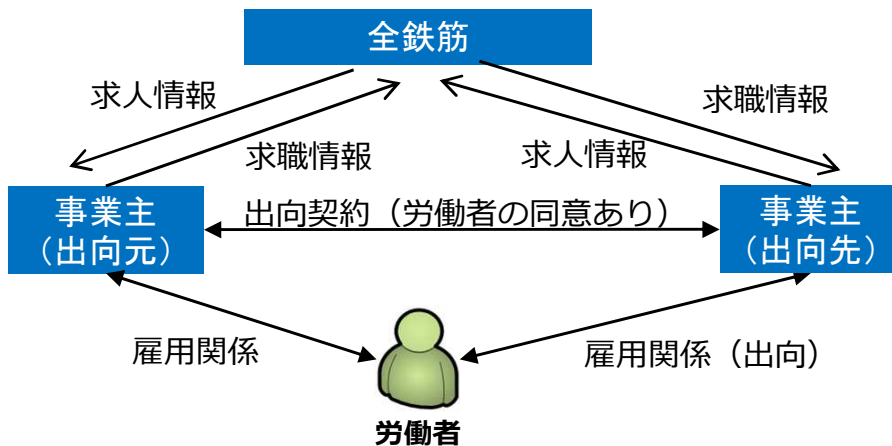 全鉄筋
求人情報
求職情報
求職情報
求人情報
事業主
（出向元）
出向契約（労働者の同意あり）
事業主
（出向先）
雇用関係
雇用関係（出向）
労働者